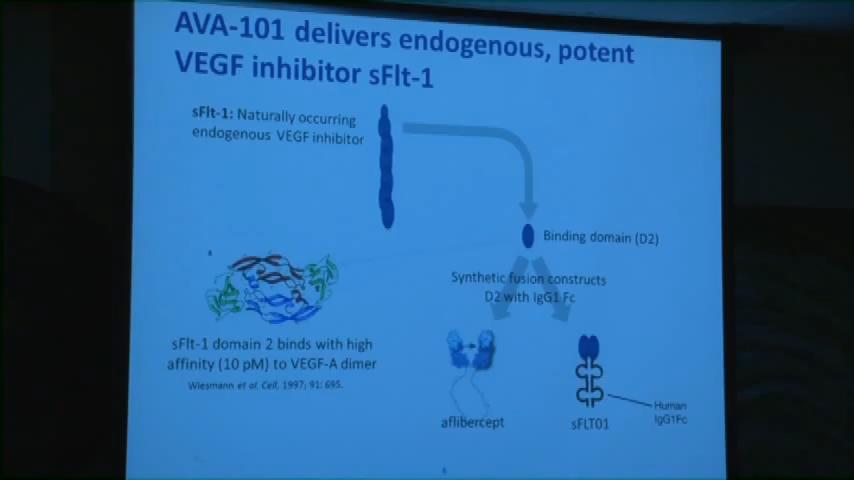 AVA-101 delivers endogenous, potent
VEGF inhibitor sFlt-1
sFlt-1: Naturally occurring
endogenous VEGF inhibitor
Binding domain (D2)
Synthetic fusion constructs
D2 with IgG1 Fc
sFlt-1 domain 2 binds with high
affinity (10 pM) to VEGF-A dimer
Wiesmann et al. Cell, 1997; 91: 695.
aflibercept
sFLT01
Human
IgG1Fc